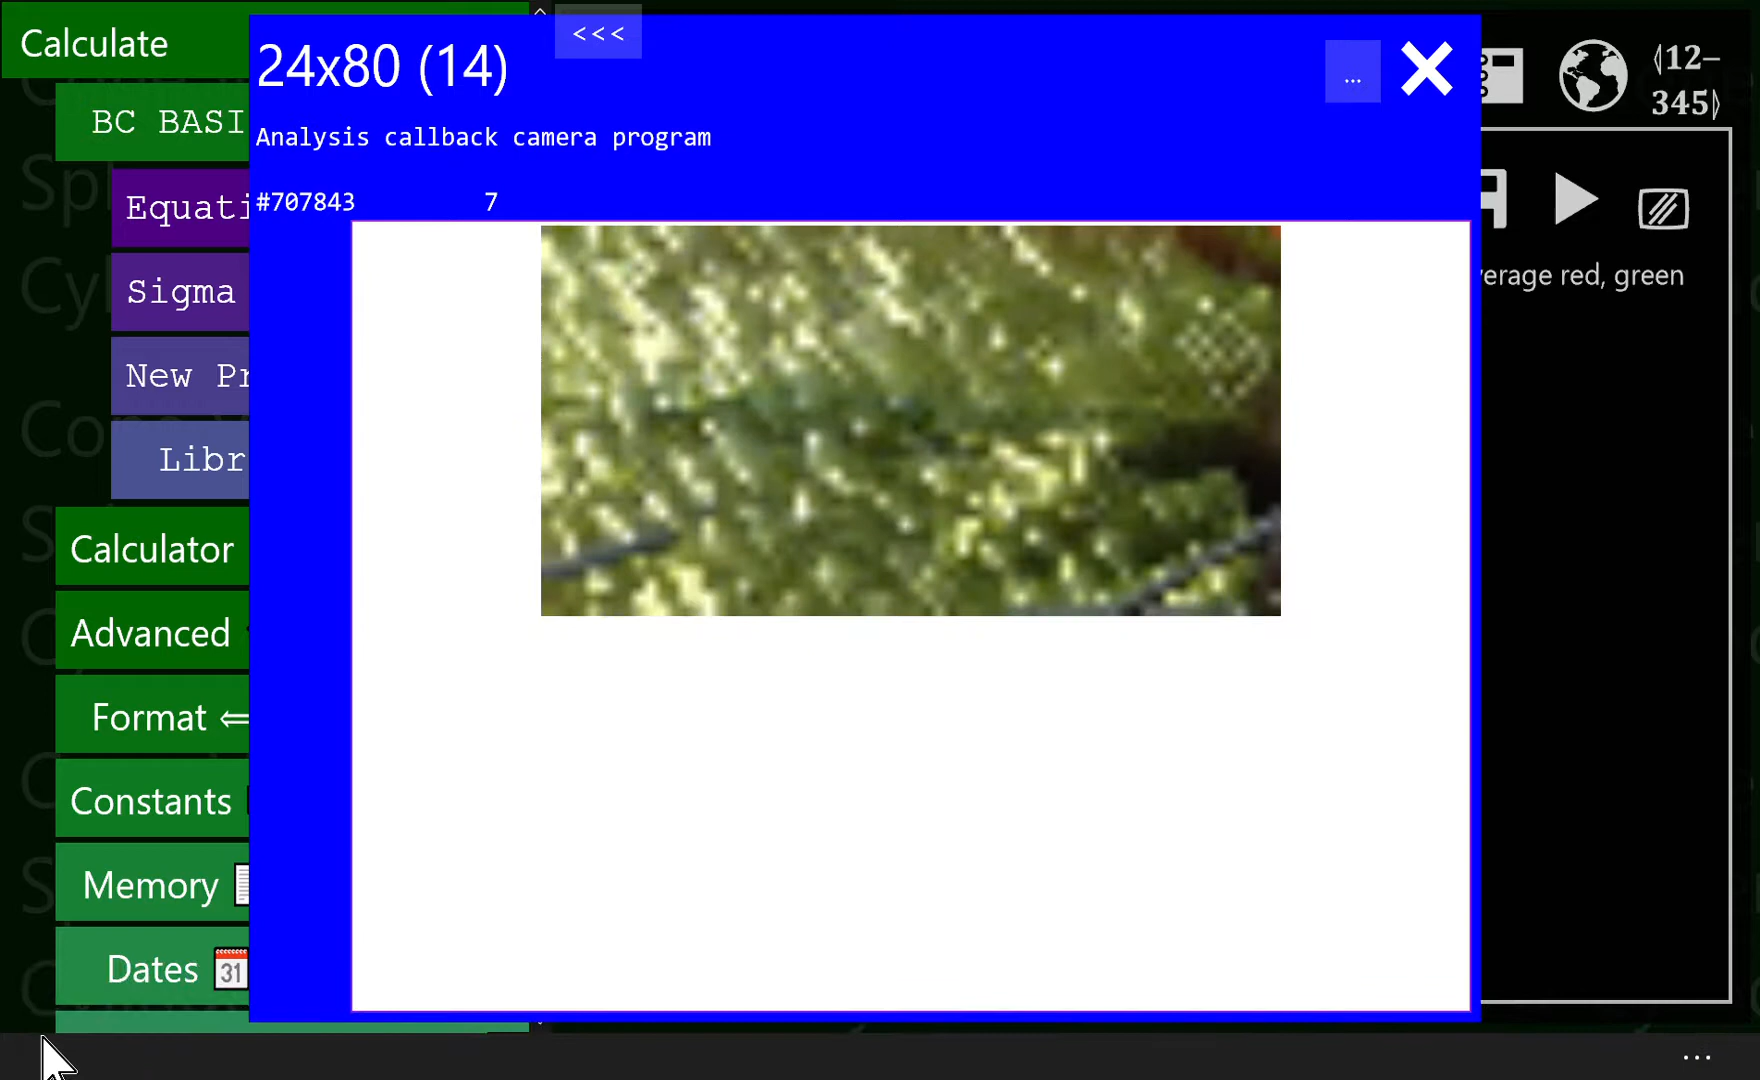 Calculate
BC BASI
Equati
Sigma
New Pr
Libr
Calculator
Advanced
Format ⇐
Constants
Memory
Dates 31
<<<
24x80 (14)
...
Analysis callback camera program
#707843 7
⟨12–
345⟩
verage red, green
...